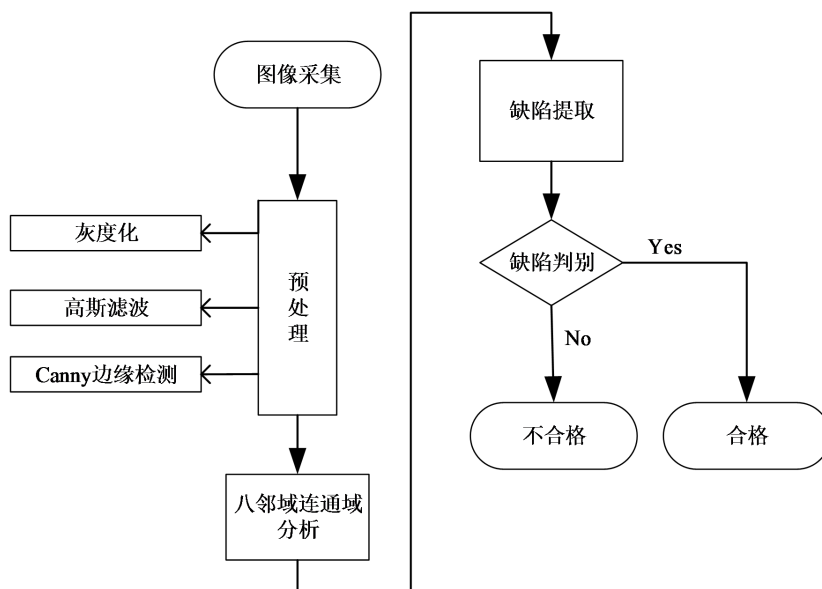 图像采集
预处理
灰度化
高斯滤波
Canny边缘检测
八邻域连通域
分析
缺陷提取
缺陷判别
Yes
No
不合格
合格